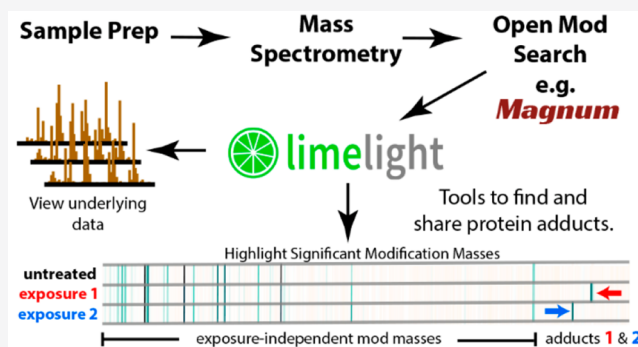 Sample Prep
Mass
Spectrometry
Open Mod
Search
e.g.
Magnum
limelight
View underlying
data
Tools to find and
share protein adducts.
Highlight Significant Modification Masses
untreated
exposure 1
exposure 2
exposure-independent mod masses
adducts 1 & 2